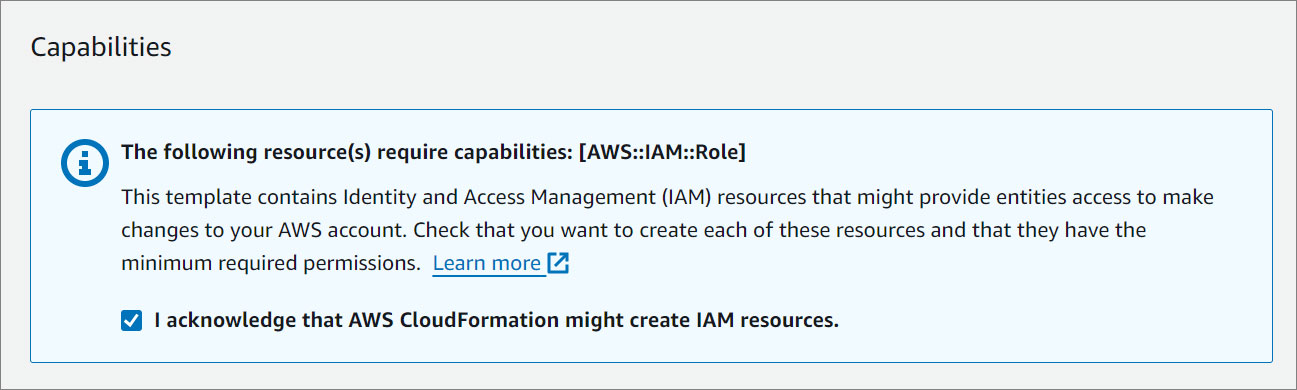 Capabilities
The following resource(s) require capabilities: [AWS::IAM::Role]
This template contains Identity and Access Management (IAM) resources that might provide entities access to make
changes to your AWS account. Check that you want to create each of these resources and that they have the
minimum required permissions. Learn more
I acknowledge that AWS CloudFormation might create IAM resources.